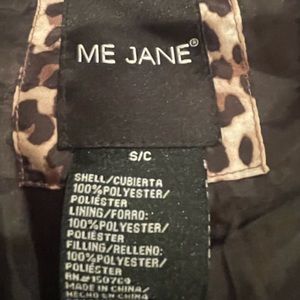 ME JANE®
S/C
SHELL/CUBIERTA
100%POLYESTER/
POLIÉSTER
LINING/FORRO:
100%POLYESTER/
POLIÉSTER
FILLING/RELLENO:
100%POLYESTER/
POLIÉSTER
RN#150769
MADE IN CHINA/
HECHO EN CHINA